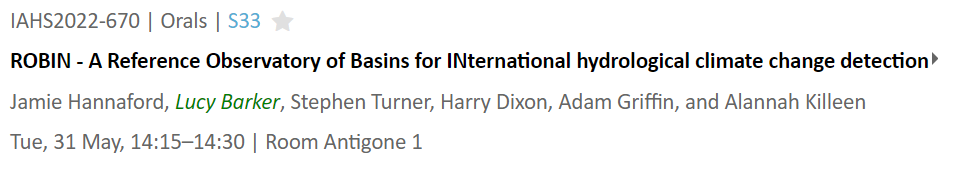 IAHS2022-670 | Orals | S33
ROBIN - A Reference Observatory of Basins for INternational hydrological climate change detection
Jamie Hannaford, Lucy Barker, Stephen Turner, Harry Dixon, Adam Griffin, and Alannah Killeen
Tue, 31 May, 14:15–14:30 | Room Antigone 1